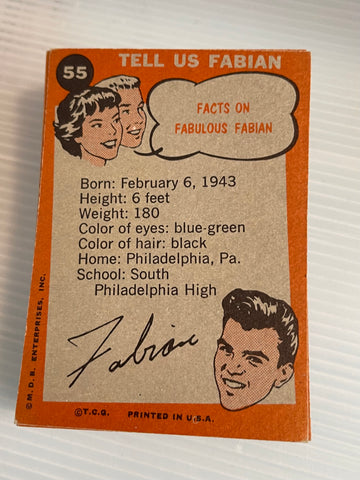 55
TELL US FABIAN
FACTS ON
FABULOUS FABIAN
Born: February 6, 1943
Height: 6 feet
Weight: 180
Color of eyes: blue-green
Color of hair: black
Home: Philadelphia, Pa.
School: South
Philadelphia High
Fabian
© M. D. B. ENTERPRISES, INC.
© T.C.G. PRINTED IN U.S.A.